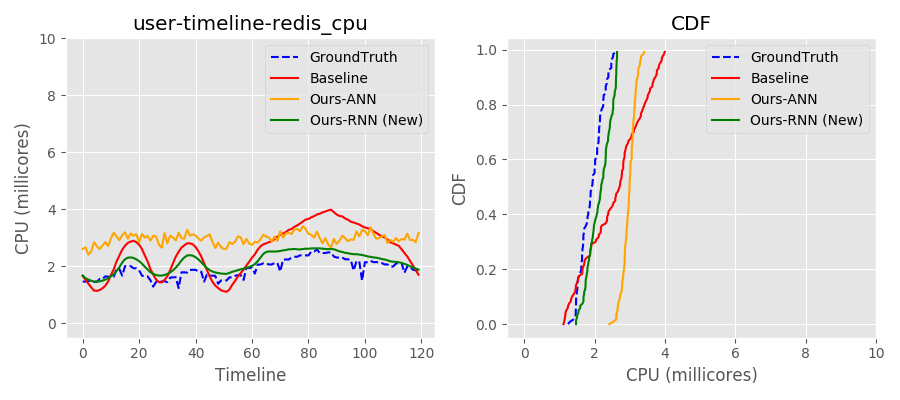 user-timeline-redis_cpu
10
8
6
4
2
0
CPU (millicores)
0 20 40 60 80 100 120
Timeline
GroundTruth
Baseline
Ours-ANN
Ours-RNN (New)
CDF
1.0
0.8
0.6
0.4
0.2
0.0
CDF
0 2 4 6 8 10
CPU (millicores)
GroundTruth
Baseline
Ours-ANN
Ours-RNN (New)